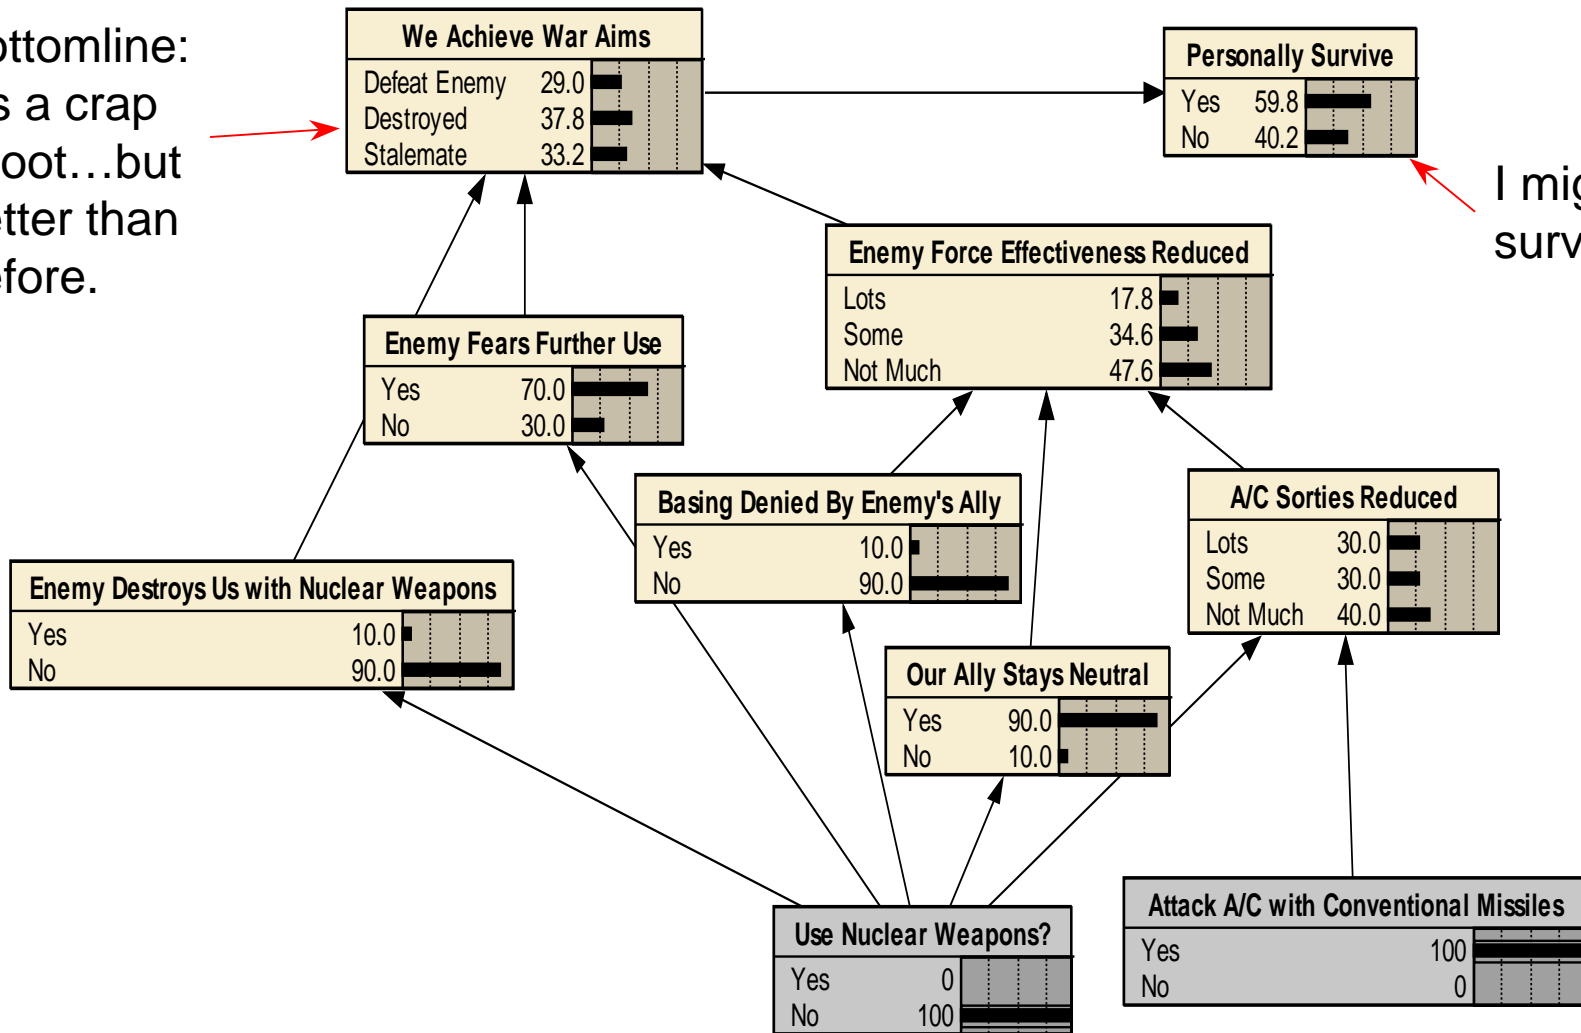 ottomline:
s a crap
oot…but
etter than
efore.
We Achieve War Aims
Defeat Enemy 29.0
Destroyed 37.8
Stalemate 33.2
Personally Survive
Yes 59.8
No 40.2
I mig
surv
Enemy Force Effectiveness Reduced
Lots 17.8
Some 34.6
Not Much 47.6
Enemy Fears Further Use
Yes 70.0
No 30.0
Basing Denied By Enemy's Ally
Yes 10.0
No 90.0
A/C Sorties Reduced
Lots 30.0
Some 30.0
Not Much 40.0
Enemy Destroys Us with Nuclear Weapons
Yes 10.0
No 90.0
Our Ally Stays Neutral
Yes 90.0
No 10.0
Use Nuclear Weapons?
Yes 0
No 100
Attack A/C with Conventional Missiles
Yes 100
No 0